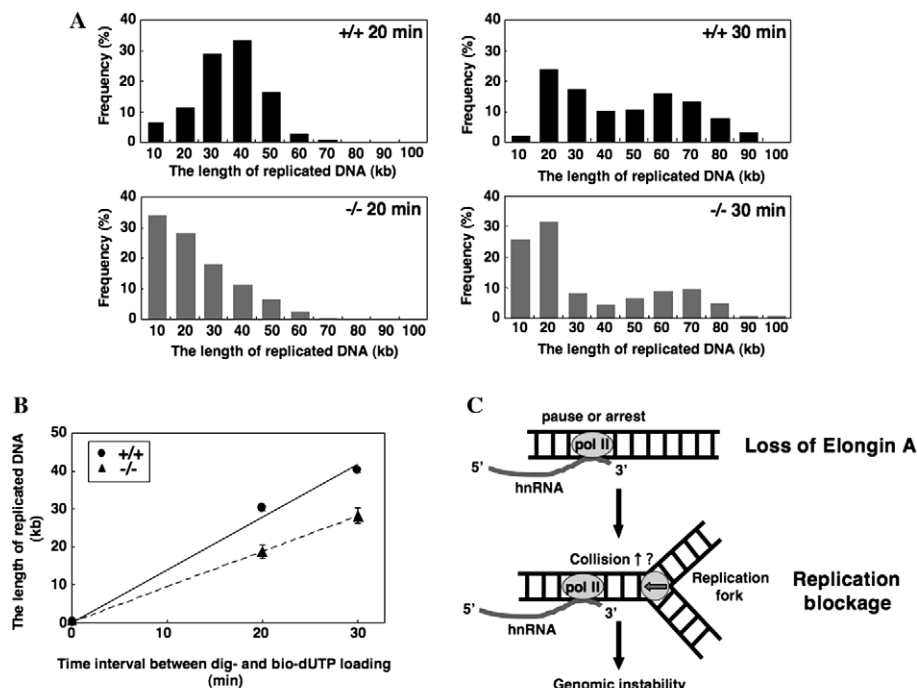 A
+/+ 20 min
Frequency (%)
40
30
20
10
0
10 20 30 40 50 60 70 80 90 100
The length of replicated DNA (kb)
+/+ 30 min
Frequency (%)
40
30
20
10
0
10 20 30 40 50 60 70 80 90 100
The length of replicated DNA (kb)
-/- 20 min
Frequency (%)
40
30
20
10
0
10 20 30 40 50 60 70 80 90 100
The length of replicated DNA (kb)
-/- 30 min
Frequency (%)
40
30
20
10
0
10 20 30 40 50 60 70 80 90 100
The length of replicated DNA (kb)
B
The length of replicated DNA
(kb)
50
40
30
20
10
0
+/+
-/-
0 10 20 30
Time interval between dig- and bio-dUTP loading
(min)
C
pause or arrest
pol II
Loss of Elongin A
5’
3’
hnRNA
Collision ↑ ?
pol II
Replication
fork
Replication
blockage
5’
3’
hnRNA
Genomic instability